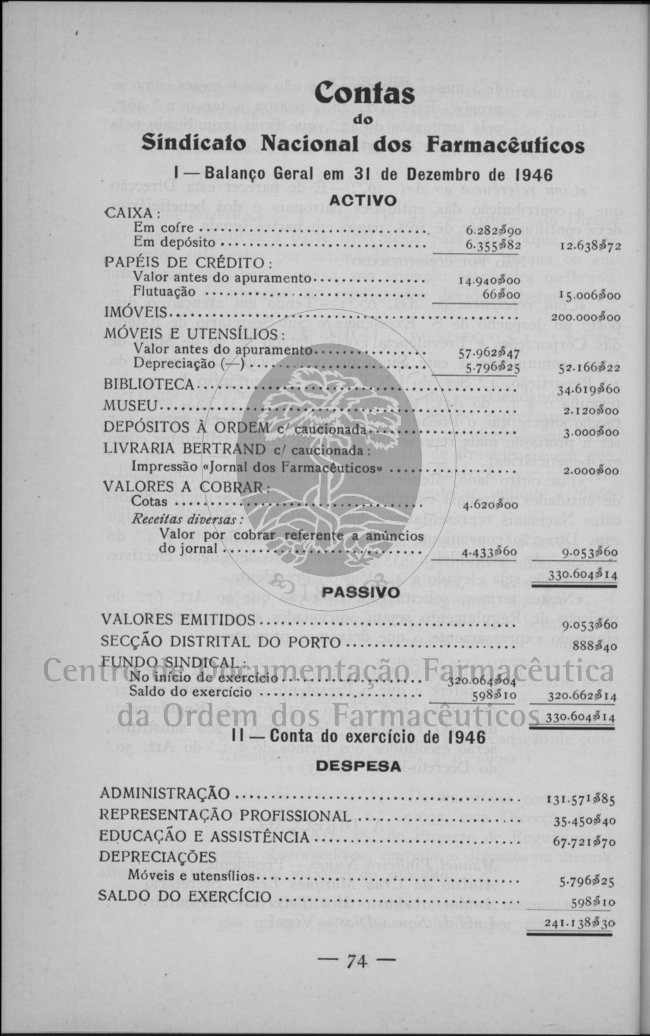 Contas
do
Sindicato Nacional dos Farmacêuticos
I — Balanço Geral em 31 de Dezembro de 1946
ACTIVO
CAIXA :
Em cofre . . . . . 6.282$90
Em depósito . . . . . 6.355$82 12.638$72
PAPÉIS DE CRÉDITO :
Valor antes do apuramento . . . . . 14.940$00
Flutuação . . . . . 66$00 15.006$00
IMÓVEIS . . . . . 200.000$00
MÓVEIS E UTENSÍLIOS :
Valor antes do apuramento . . . . . 57.962$47
Depreciação (—) . . . . . 5.796$25 52.166$22
BIBLIOTECA . . . . . 34.619$60
MUSEU . . . . . 2.120$00
DEPÓSITOS À ORDEM c/ caucionada . . . . . 3.000$00
LIVRARIA BERTRAND c/ caucionada :
Impressão «Jornal dos Farmacêuticos» . . . . . 2.000$00
VALORES A COBRAR :
Cotas . . . . . 4.620$00
Receitas diversas :
Valor por cobrar referente a anúncios
do jornal . . . . . 4.433$60 9.053$60
330.604$14
PASSIVO
VALORES EMITIDOS . . . . . 9.053$60
SECÇÃO DISTRITAL DO PORTO . . . . . 888$40
FUNDO SINDICAL :
Centro de Documentação Farmacêutica
No início de exercício . . . . . 320.064$04
Saldo do exercício . . . . . 598$10 320.662$14
da Ordem dos Farmacêuticos
330.604$14
II — Conta do exercício de 1946
DESPESA
ADMINISTRAÇÃO . . . . . 131.571$85
REPRESENTAÇÃO PROFISSIONAL . . . . . 35.450$40
EDUCAÇÃO E ASSISTÊNCIA . . . . . 67.721$70
DEPRECIAÇÕES
Móveis e utensílios . . . . . 5.796$25
SALDO DO EXERCÍCIO . . . . . 598$10
241.138$30
— 74 —